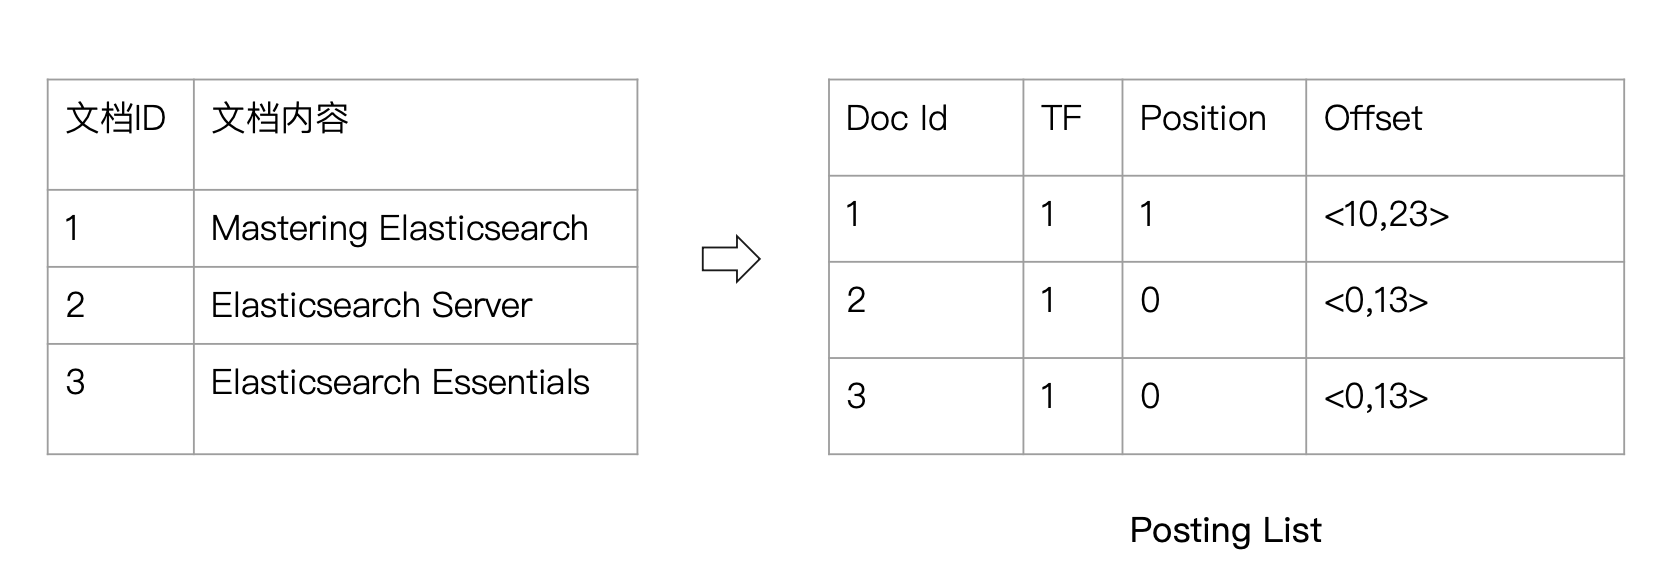 文档ID 文档内容
1 Mastering Elasticsearch
2 Elasticsearch Server
3 Elasticsearch Essentials
Doc Id TF Position Offset
1 1 1 <10,23>
2 1 0 <0,13>
3 1 0 <0,13>
Posting List